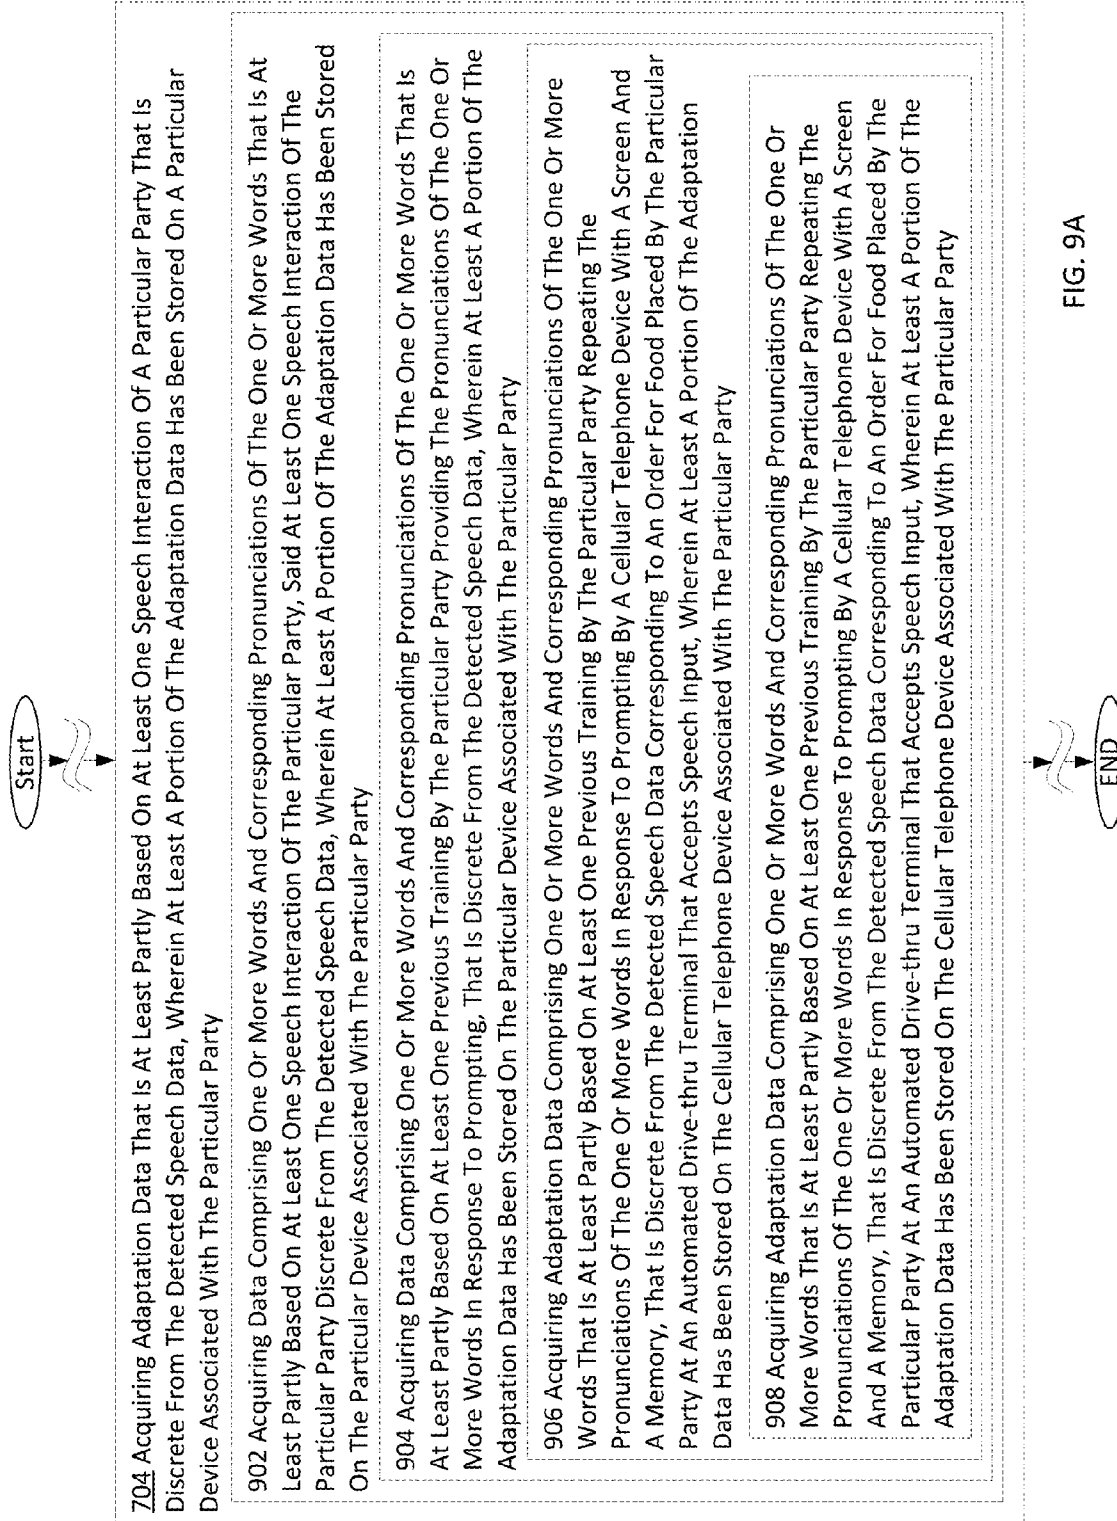 Start
704 Acquiring Adaptation Data That Is At Least Partly Based On At Least One Speech Interaction Of A Particular Party That Is
Discrete From The Detected Speech Data, Wherein At Least A Portion Of The Adaptation Data Has Been Stored On A Particular
Device Associated With The Particular Party
902 Acquiring Data Comprising One Or More Words And Corresponding Pronunciations Of The One Or More Words That Is At
Least Partly Based On At Least One Speech Interaction Of The Particular Party, Said At Least One Speech Interaction Of The
Particular Party Discrete From The Detected Speech Data, Wherein At Least A Portion Of The Adaptation Data Has Been Stored
On The Particular Device Associated With The Particular Party
904 Acquiring Data Comprising One Or More Words And Corresponding Pronunciations Of The One Or More Words That Is
At Least Partly Based On At Least One Previous Training By The Particular Party Providing The Pronunciations Of The One Or
More Words In Response To Prompting, That Is Discrete From The Detected Speech Data, Wherein At Least A Portion Of The
Adaptation Data Has Been Stored On The Particular Device Associated With The Particular Party
906 Acquiring Adaptation Data Comprising One Or More Words And Corresponding Pronunciations Of The One Or More
Words That Is At Least Partly Based On At Least One Previous Training By The Particular Party Repeating The
Pronunciations Of The One Or More Words In Response To Prompting By A Cellular Telephone Device With A Screen And
A Memory, That Is Discrete From The Detected Speech Data Corresponding To An Order For Food Placed By The Particular
Party At An Automated Drive-thru Terminal That Accepts Speech Input, Wherein At Least A Portion Of The Adaptation
Data Has Been Stored On The Cellular Telephone Device Associated With The Particular Party
908 Acquiring Adaptation Data Comprising One Or More Words And Corresponding Pronunciations Of The One Or
More Words That Is At Least Partly Based On At Least One Previous Training By The Particular Party Repeating The
Pronunciations Of The One Or More Words In Response To Prompting By A Cellular Telephone Device With A Screen
And A Memory, That Is Discrete From The Detected Speech Data Corresponding To An Order For Food Placed By The
Particular Party At An Automated Drive-thru Terminal That Accepts Speech Input, Wherein At Least A Portion Of The
Adaptation Data Has Been Stored On The Cellular Telephone Device Associated With The Particular Party
END
FIG. 9A